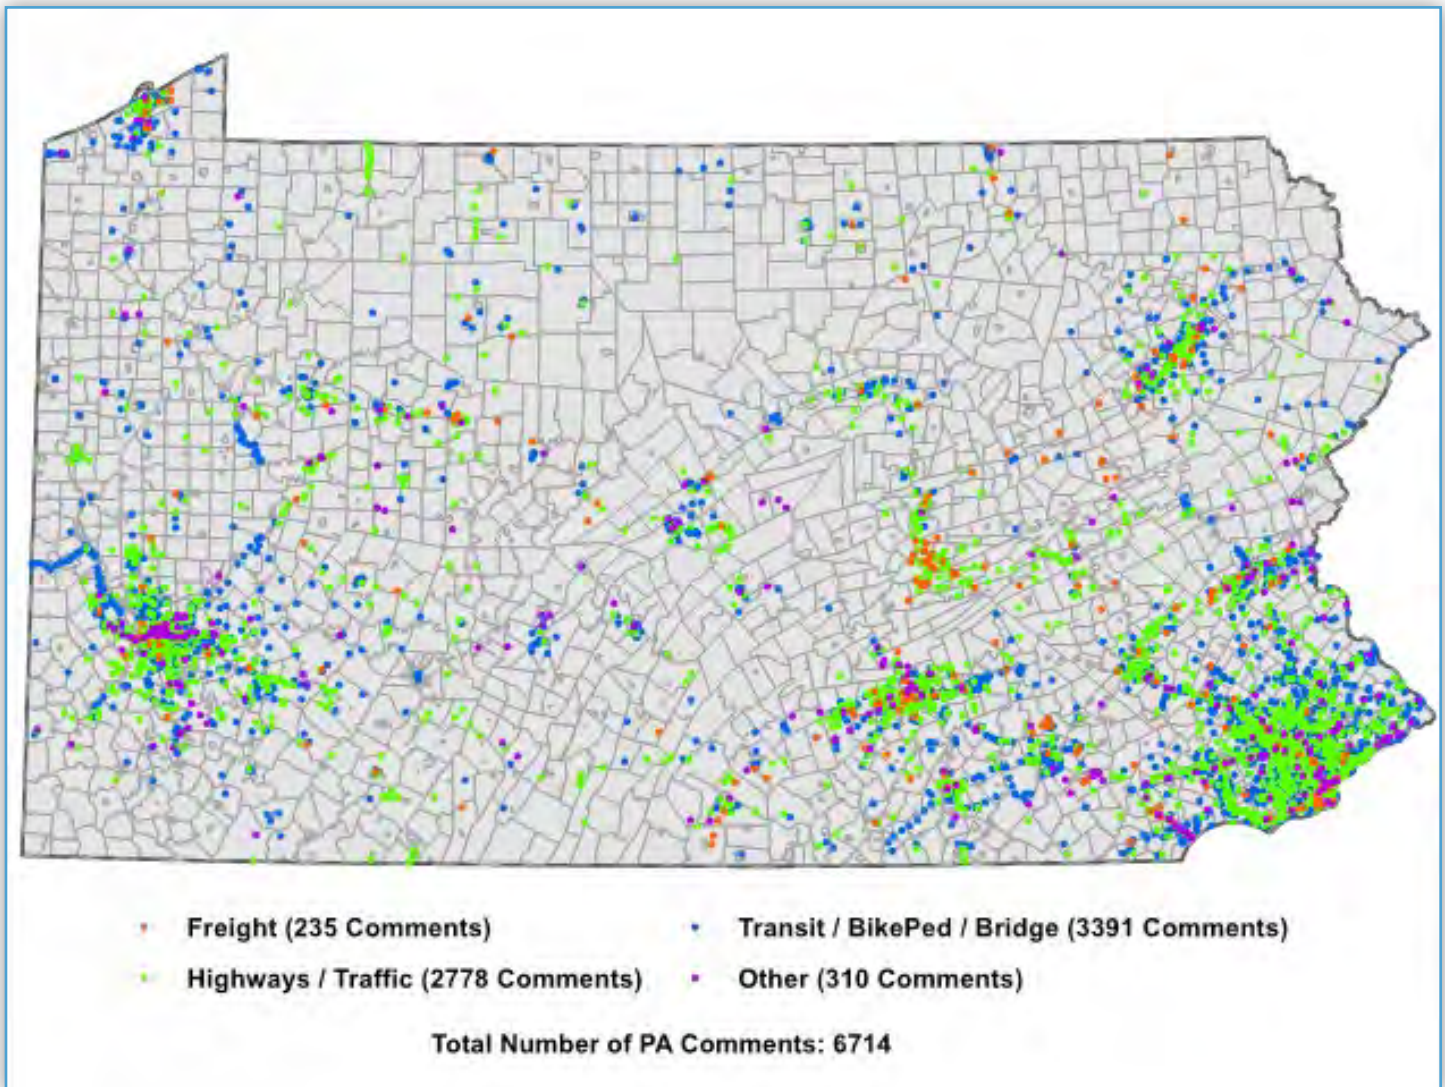 Freight (235 Comments)
Transit / BikePed / Bridge (3391 Comments)
Highways / Traffic (2778 Comments)
Other (310 Comments)
Total Number of PA Comments: 6714